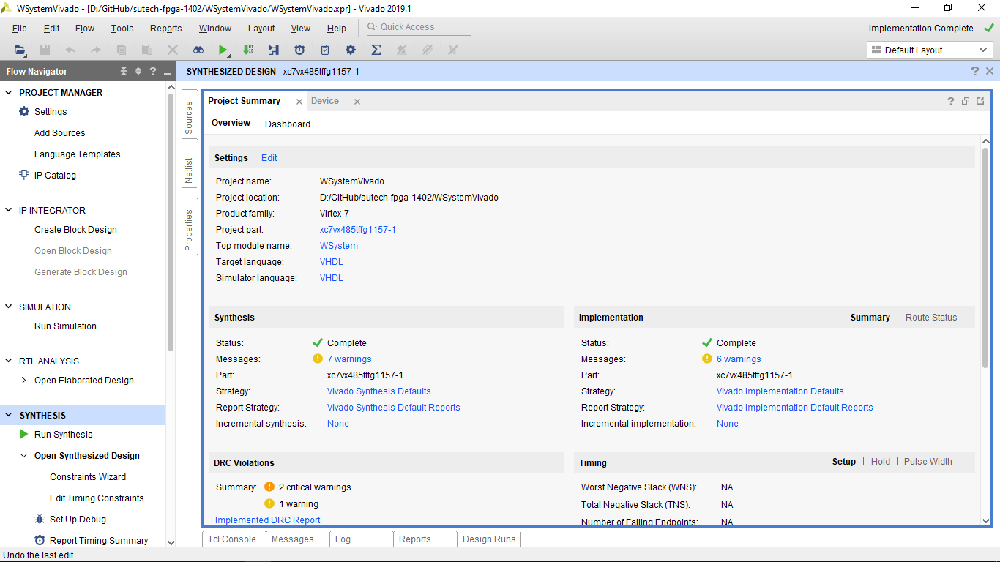 WSystemVivado - [D:/GitHub/sutech-fpga-1402/WSystemVivado/WSystemVivado.xpr] - Vivado 2019.1
File Edit Flow Tools Reports Window Layout View Help Quick Access Implementation Complete
Default Layout
Flow Navigator
SYNTHESIZED DESIGN - xc7vx485tffg1157-1
PROJECT MANAGER
Settings
Add Sources
Language Templates
IP Catalog
IP INTEGRATOR
Create Block Design
Open Block Design
Generate Block Design
SIMULATION
Run Simulation
RTL ANALYSIS
Open Elaborated Design
SYNTHESIS
Run Synthesis
Open Synthesized Design
Constraints Wizard
Edit Timing Constraints
Set Up Debug
Report Timing Summary
Sources
Netlist
Properties
Project Summary Device
Overview | Dashboard
Settings Edit
Project name: WSystemVivado
Project location: D:/GitHub/sutech-fpga-1402/WSystemVivado
Product family: Virtex-7
Project part: xc7vx485tffg1157-1
Top module name: WSystem
Target language: VHDL
Simulator language: VHDL
Synthesis
Status: Complete
Messages: 7 warnings
Part: xc7vx485tffg1157-1
Strategy: Vivado Synthesis Defaults
Report Strategy: Vivado Synthesis Default Reports
Incremental synthesis: None
Implementation Summary | Route Status
Status: Complete
Messages: 6 warnings
Part: xc7vx485tffg1157-1
Strategy: Vivado Implementation Defaults
Report Strategy: Vivado Implementation Default Reports
Incremental implementation: None
DRC Violations
Summary: 2 critical warnings
1 warning
Implemented DRC Report
Timing Setup | Hold | Pulse Width
Worst Negative Slack (WNS): NA
Total Negative Slack (TNS): NA
Number of Failing Endpoints: NA
Tcl Console Messages Log Reports Design Runs
Undo the last edit